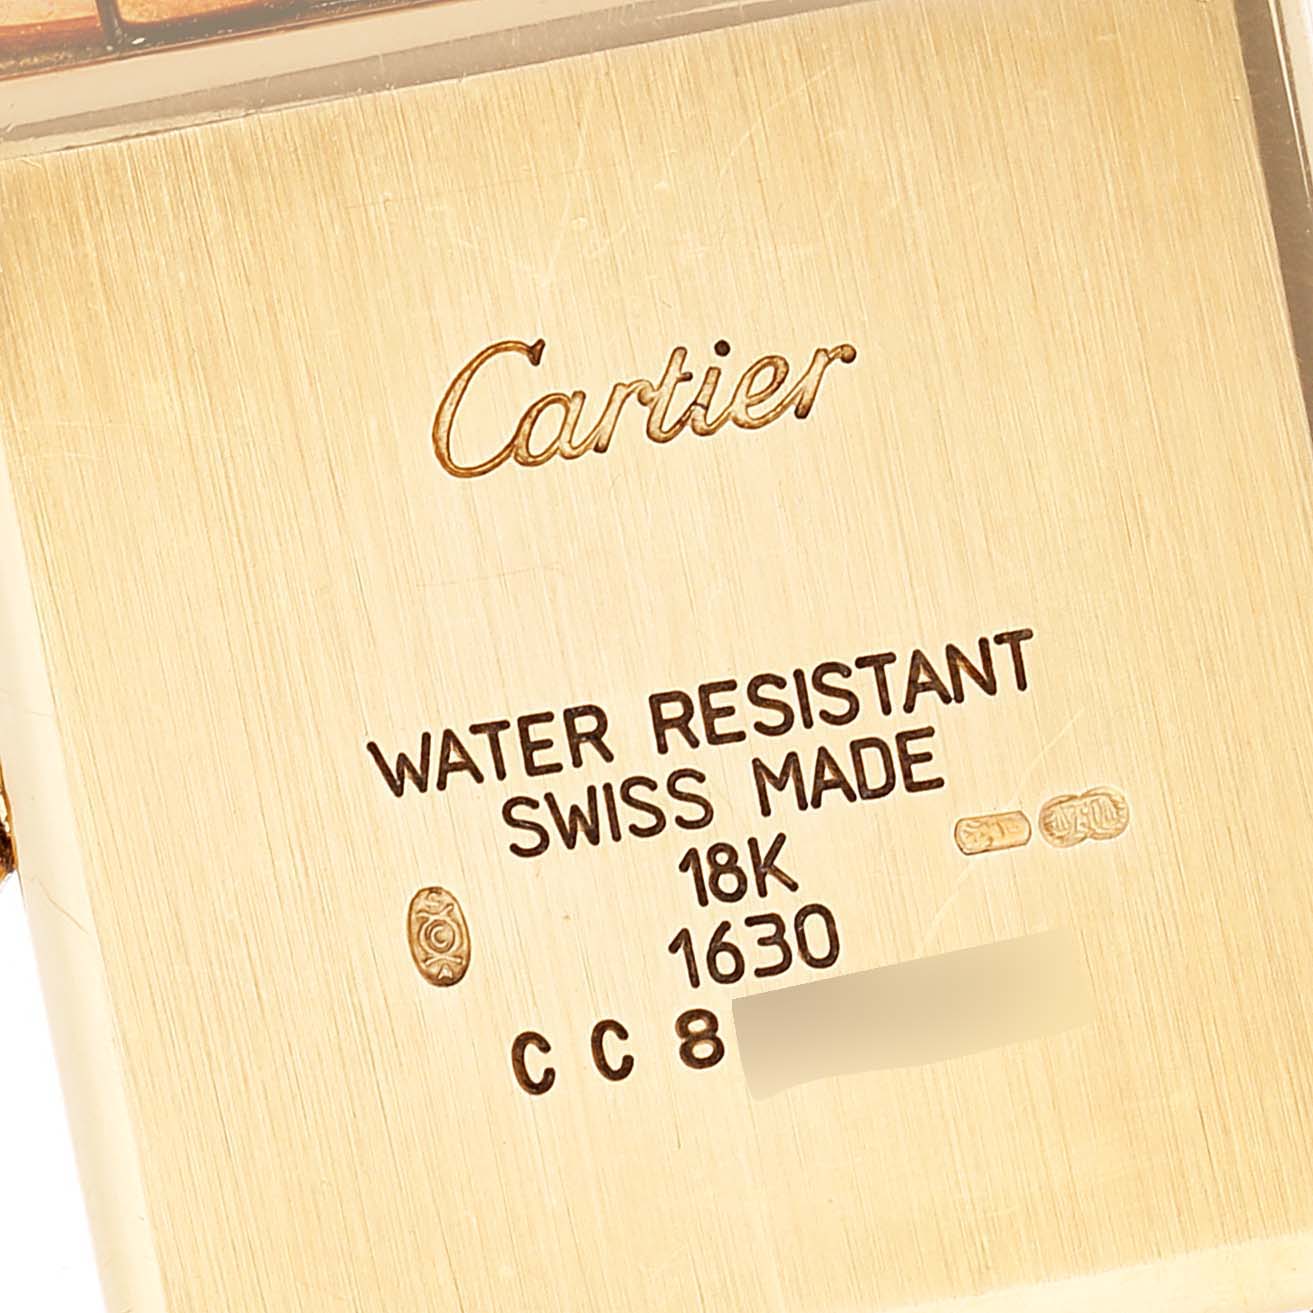 Cartier
WATER RESISTANT
SWISS MADE
18K
1630
CC8